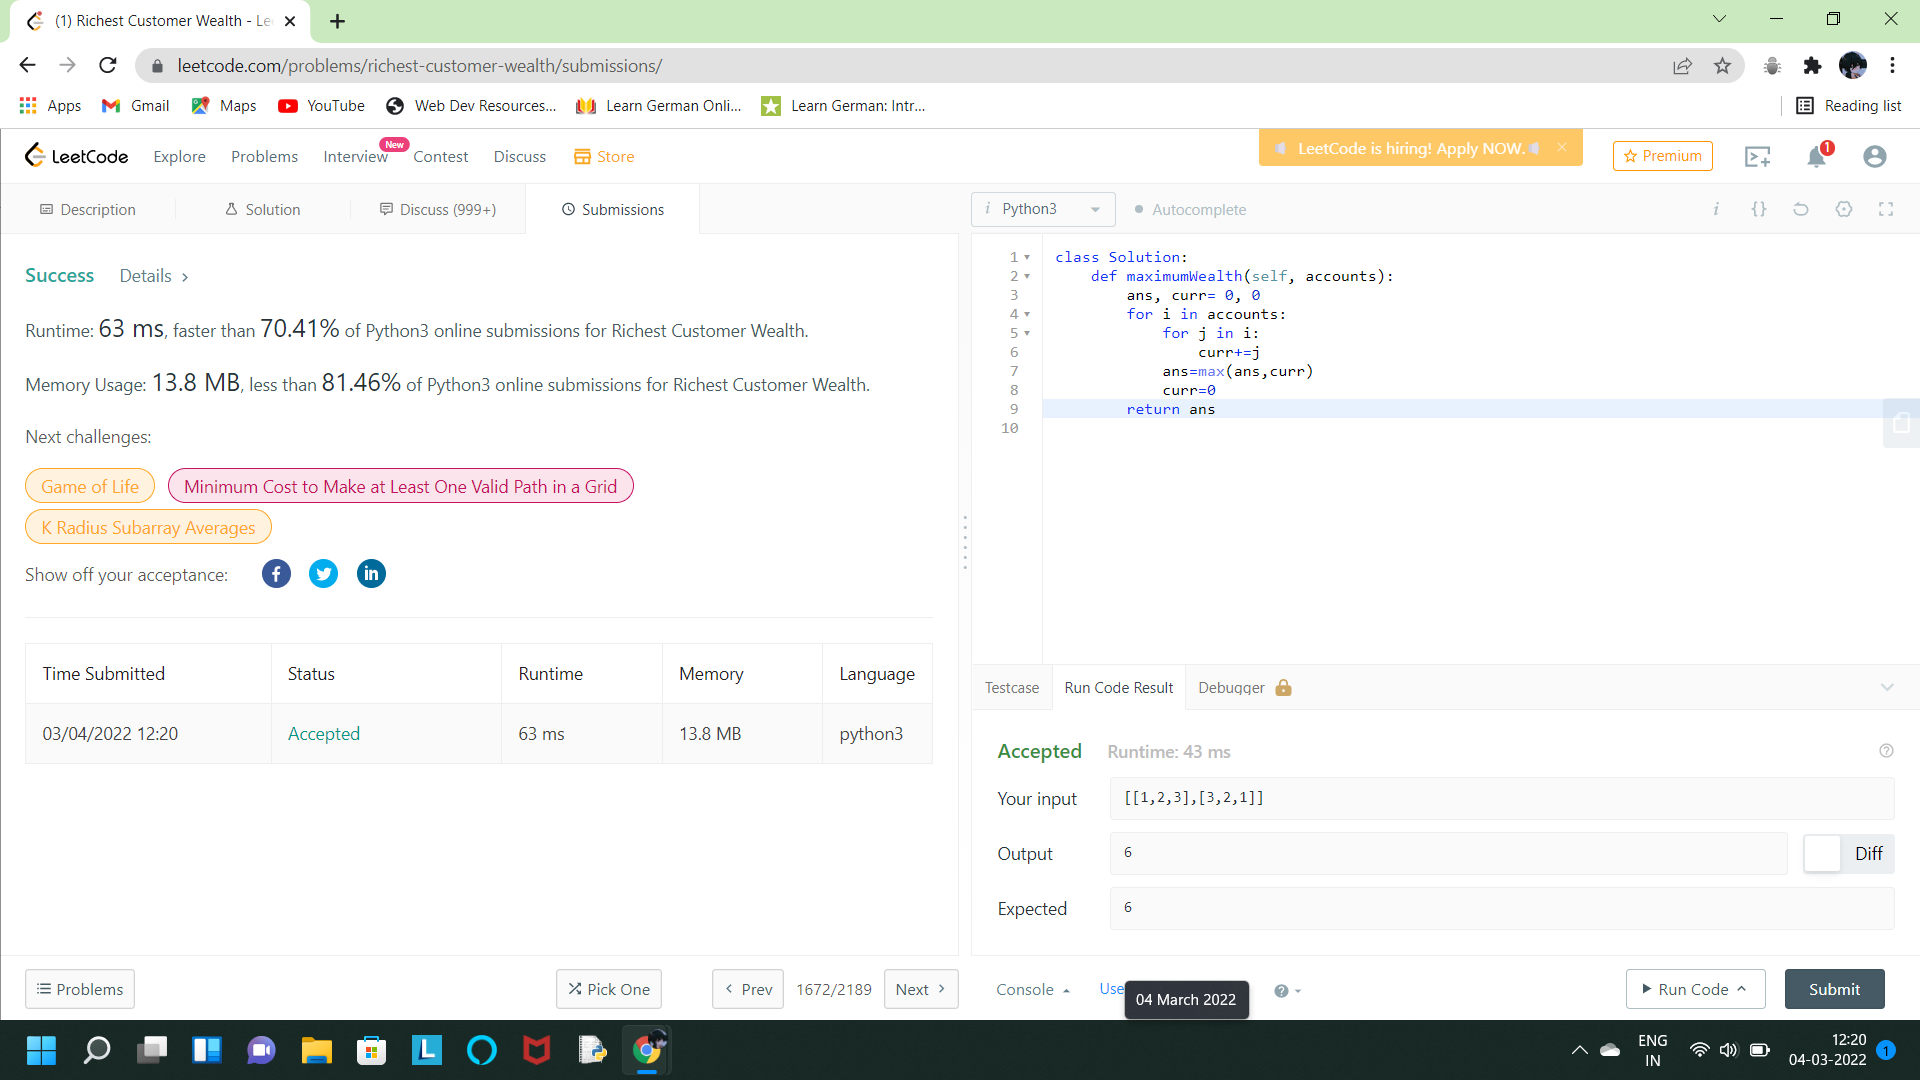 (1) Richest Customer Wealth - Le
leetcode.com/problems/richest-customer-wealth/submissions/
Apps Gmail Maps YouTube Web Dev Resources... Learn German Onli... Learn German: Intr... Reading list
LeetCode Explore Problems Interview New Contest Discuss Store LeetCode is hiring! Apply NOW. Premium 1
Description Solution Discuss (999+) Submissions
Success Details >
Runtime: 63 ms, faster than 70.41% of Python3 online submissions for Richest Customer Wealth.
Memory Usage: 13.8 MB, less than 81.46% of Python3 online submissions for Richest Customer Wealth.
Next challenges:
Game of Life Minimum Cost to Make at Least One Valid Path in a Grid
K Radius Subarray Averages
Show off your acceptance:
Time Submitted Status Runtime Memory Language
03/04/2022 12:20 Accepted 63 ms 13.8 MB python3
Problems Pick One < Prev 1672/2189 Next >
i Python3 Autocomplete i {}
1 class Solution:
2 def maximumWealth(self, accounts):
3 ans, curr= 0, 0
4 for i in accounts:
5 for j in i:
6 curr+=j
7 ans=max(ans,curr)
8 curr=0
9 return ans
10
Testcase Run Code Result Debugger
Accepted Runtime: 43 ms
Your input [[1,2,3],[3,2,1]]
Output 6 Diff
Expected 6
Console Use 04 March 2022 Run Code Submit
ENG 12:20
IN 04-03-2022 1